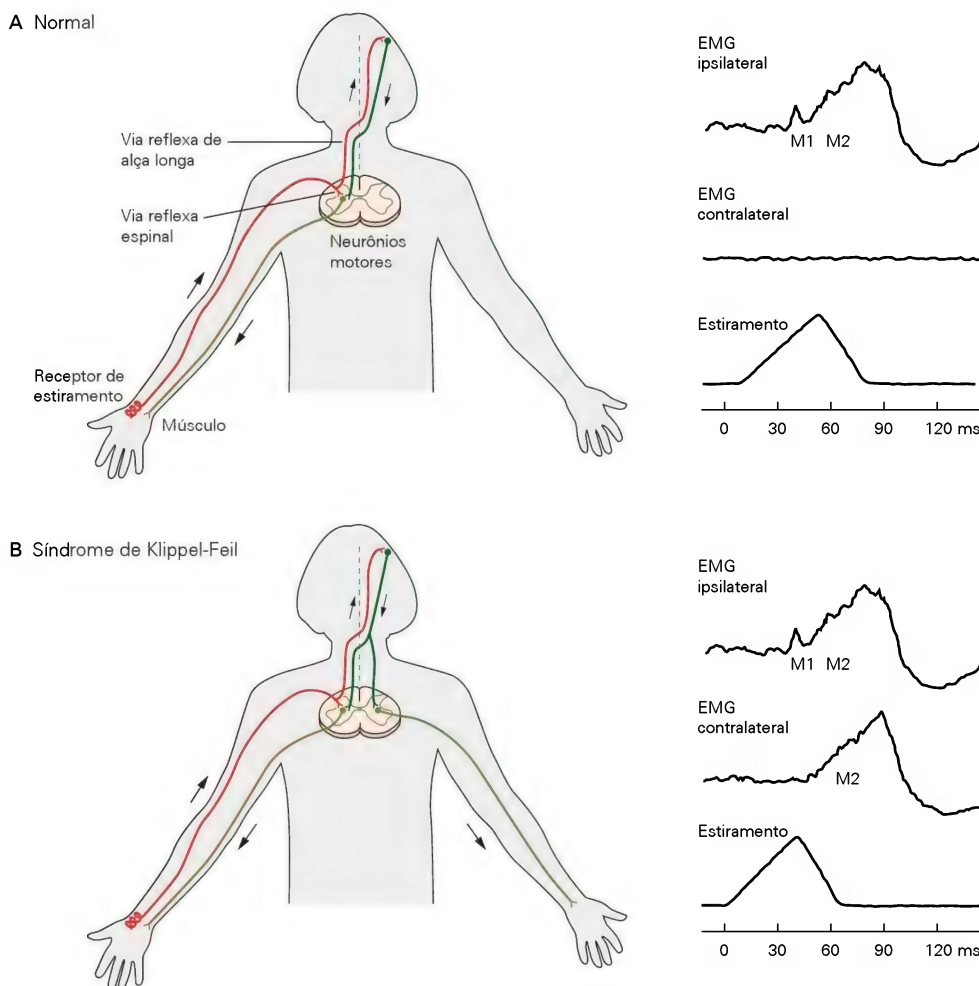 A Normal
Via reflexa de
alça longa
Via reflexa
espinal
Neurônios
motores
Receptor de
estiramento
Músculo
EMG
ipsilateral
M1 M2
EMG
contralateral
Estiramento
0 30 60 90 120 ms
B Síndrome de Klippel-Feil
EMG
ipsilateral
M1 M2
EMG
contralateral
M2
Estiramento
0 30 60 90 120 ms